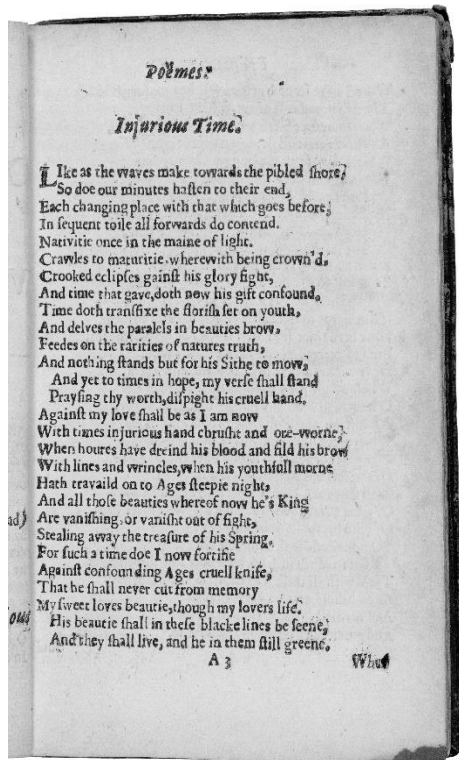 Poëmes.
Injurious Time.
LIke as the waves make towards the pibled shore,
So doe our minutes hasten to their end,
Each changing place with that which goes before,
In sequent toile all forwards do contend.
Nativitie once in the maine of light.
Crawles to maturitie, wherewith being crown'd,
Crooked eclipses gainst his glory fight,
And time that gave, doth now his gift confound.
Time doth transfixe the florish set on youth,
And delves the paralels in beauties brow,
Feedes on the rarities of natures truth,
And nothing stands but for his Sithe to mow,
And yet to times in hope, my verse shall stand
Praysing thy worth, dispight his cruell hand.
Against my love shall be as I am now
With times injurious hand chrusht and ore-worne,
When houres have dreind his blood and fild his brow
With lines and wrincles, when his youthfull morne
Hath travaild on to Ages steepie night,
And all those beauties whereof now he's King
Are vanishing, or vanisht out of sight,
Stealing away the treasure of his Spring.
For such a time doe I now fortifie
Against confounding Ages cruell knife,
That he shall never cut from memory
My sweet loves beautie, though my lovers life.
His beautie shall in these blacke lines be seene,
And they shall live, and he in them still greene.
A 3
ad)
ious